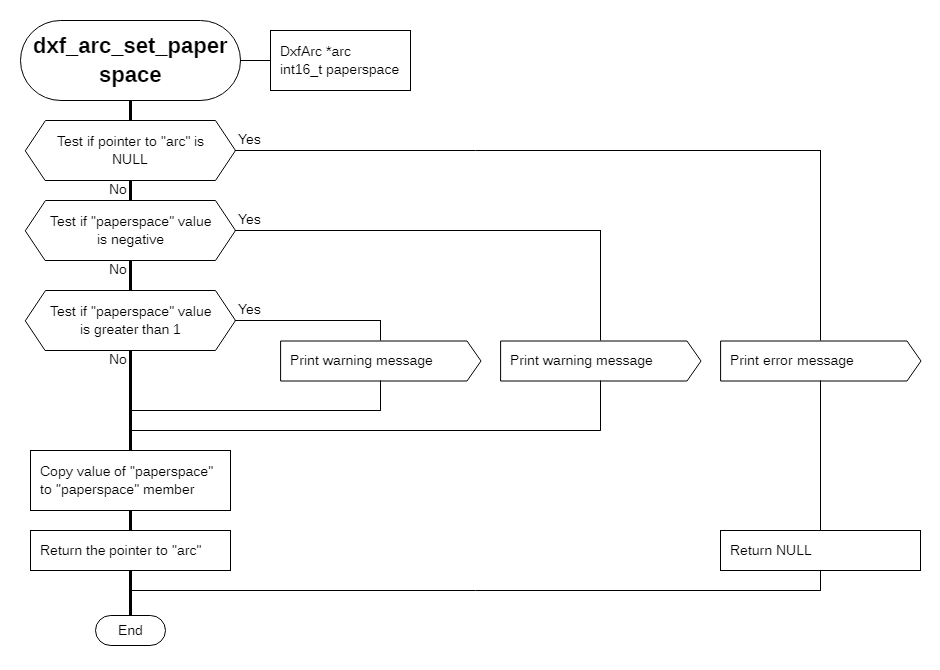 dxf_arc_set_paper
space
DxfArc *arc
int16_t paperspace
Test if pointer to "arc" is
NULL
Yes
No
Test if "paperspace" value
is negative
Yes
No
Test if "paperspace" value
is greater than 1
Yes
No
Print warning message
Print warning message
Print error message
Copy value of "paperspace"
to "paperspace" member
Return the pointer to "arc"
Return NULL
End